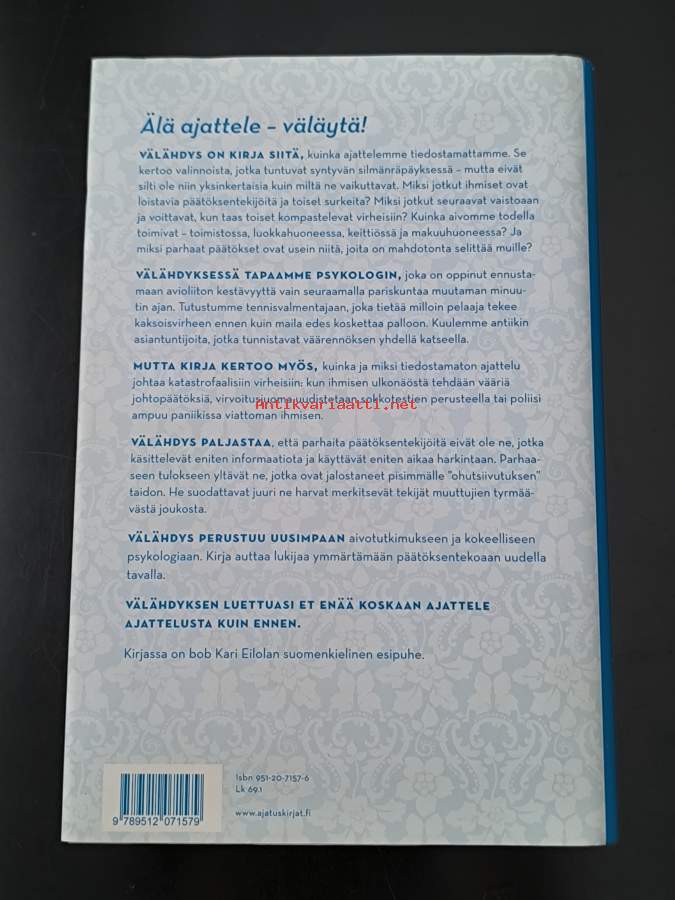 Älä ajattele – väläytä!
VÄLÄHDYS ON KIRJA SIITÄ, kuinka ajattelemme tiedostamattamme. Se
kertoo valinnoista, jotka tuntuvat syntyvän silmänräpäyksessä – mutta eivät
silti ole niin yksinkertaisia kuin miltä ne vaikuttavat. Miksi jotkut ihmiset ovat
loistavia päätöksentekijöitä ja toiset surkeita? Miksi jotkut seuraavat vaistoaan
ja voittavat, kun taas toiset kompastelevat virheisiin? Kuinka aivomme todella
toimivat – toimistossa, luokkahuoneessa, keittiössä ja makuuhuoneessa? Ja
miksi parhaat päätökset ovat usein niitä, joita on mahdotonta selittää muille?
VÄLÄHDYKSESSÄ TAPAAMME PSYKOLOGIN, joka on oppinut ennusta-
maan avioliiton kestävyyttä vain seuraamalla pariskuntaa muutaman minuu-
tin ajan. Tutustumme tennisvalmentajaan, joka tietää milloin pelaaja tekee
kaksoisvirheen ennen kuin maila edes koskettaa palloon. Kuulemme antiikin
asiantuntijoita, jotka tunnistavat väärennöksen yhdellä katseella.
MUTTA KIRJA KERTOO MYÖS, kuinka ja miksi tiedostamaton ajattelu
johtaa katastrofaalisiin virheisiin: kun ihmisen ulkonäöstä tehdään vääriä
johtopäätöksiä, virvoitusjuoma uudistetaan sokkotestien perusteella tai poliisi
Antikvariaatti.net
ampuu paniikissa viattoman ihmisen.
VÄLÄHDYS PALJASTAA, että parhaita päätöksentekijöitä eivät ole ne, jotka
käsittelevät eniten informaatiota ja käyttävät eniten aikaa harkintaan. Parhaa-
seen tulokseen yltävät ne, jotka ovat jalostaneet pisimmälle "ohutsiivutuksen"
taidon. He suodattavat juuri ne harvat merkitsevät tekijät muuttujien tyrmää-
västä joukosta.
VÄLÄHDYS PERUSTUU UUSIMPAAN aivotutkimukseen ja kokeelliseen
psykologiaan. Kirja auttaa lukijaa ymmärtämään päätöksentekoaan uudella
tavalla.
VÄLÄHDYKSEN LUETTUASI ET ENÄÄ KOSKAAN AJATTELE
AJATTELUSTA KUIN ENNEN.
Kirjassa on bob Kari Eilolan suomenkielinen esipuhe.
Isbn 951-20-7157-6
Lk 69.1
www.ajatuskirjat.fi
9 789512 071579